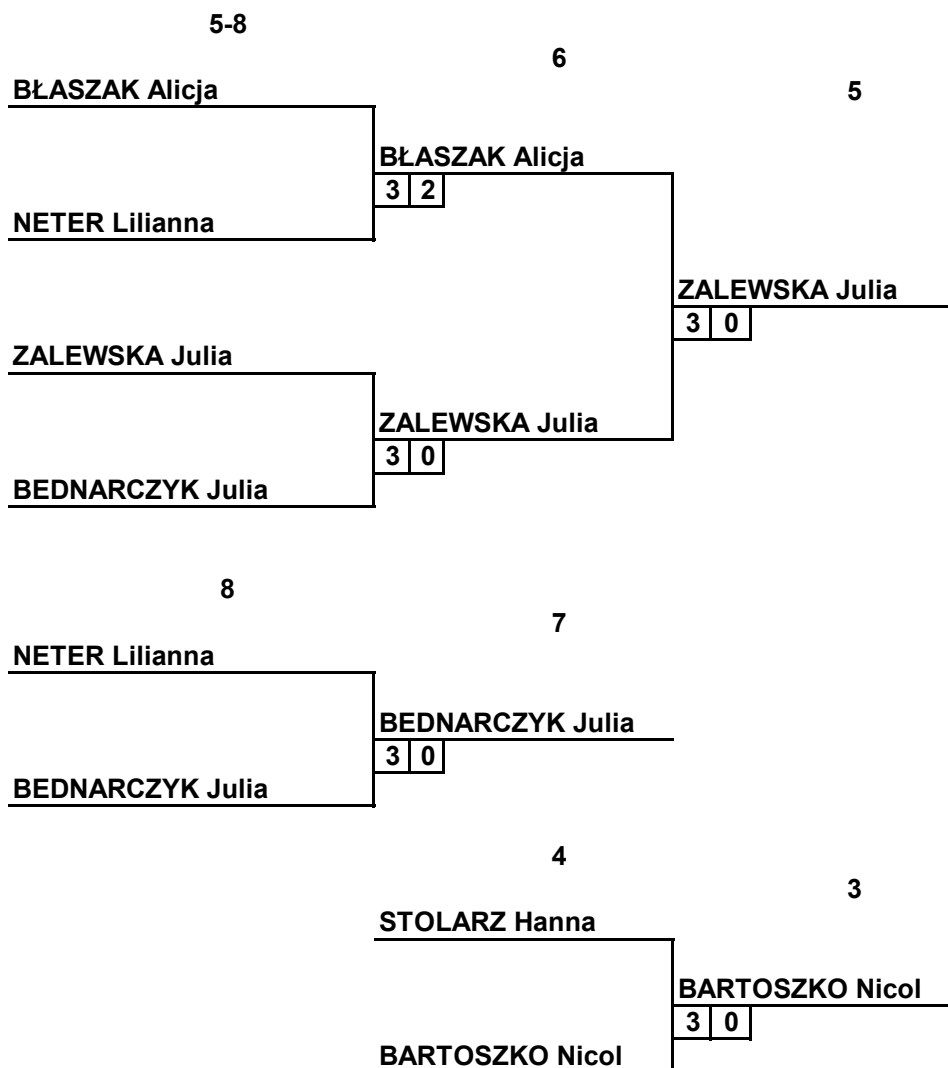 5-8
6
5
BŁASZAK Alicja
BŁASZAK Alicja
3 2
NETER Lilianna
ZALEWSKA Julia
3 0
ZALEWSKA Julia
ZALEWSKA Julia
3 0
BEDNARCZYK Julia
8
7
NETER Lilianna
BEDNARCZYK Julia
3 0
BEDNARCZYK Julia
4
3
STOLARZ Hanna
BARTOSZKO Nicol
3 0
BARTOSZKO Nicol